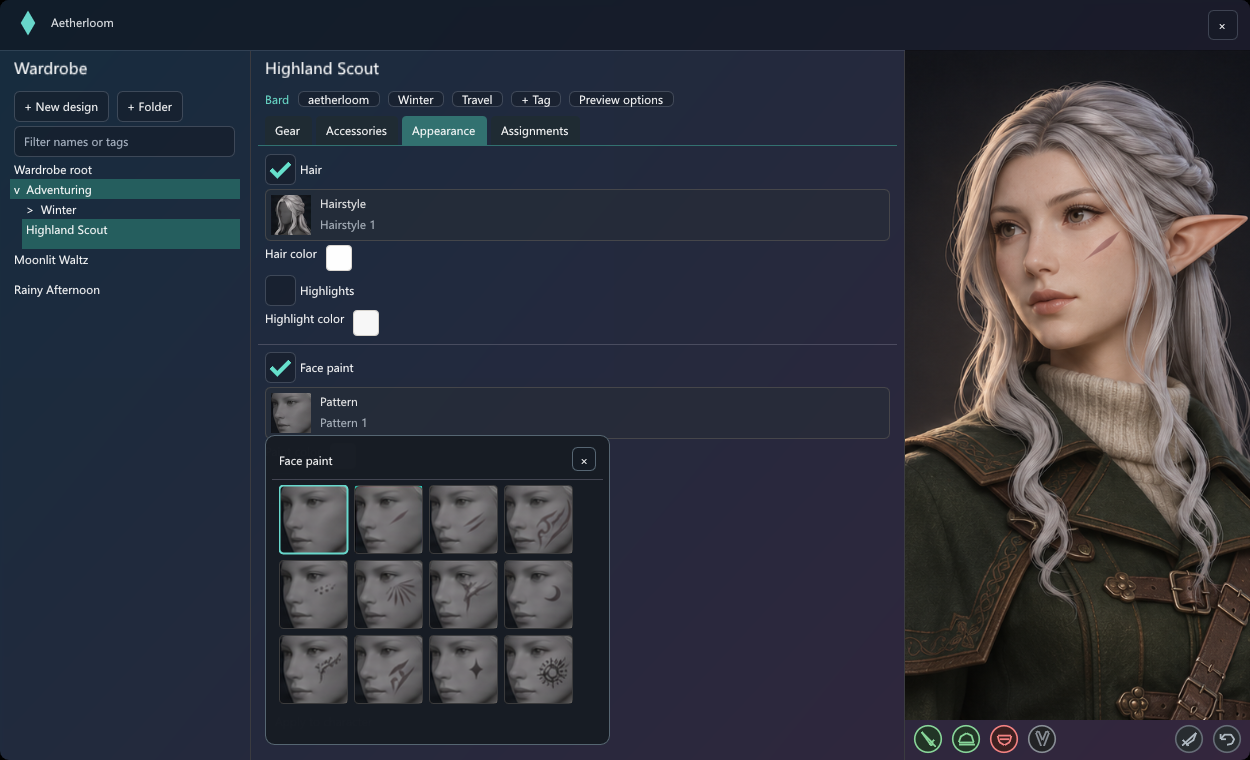 Aetherloom
×
Wardrobe
+ New design
+ Folder
Filter names or tags
Wardrobe root
v Adventuring
> Winter
Highland Scout
Moonlit Waltz
Rainy Afternoon
Highland Scout
Bard
aetherloom
Winter
Travel
+ Tag
Preview options
Gear
Accessories
Appearance
Assignments
Hair
Hairstyle
Hairstyle 1
Hair color
Highlights
Highlight color
Face paint
Pattern
Pattern 1
Face paint
×